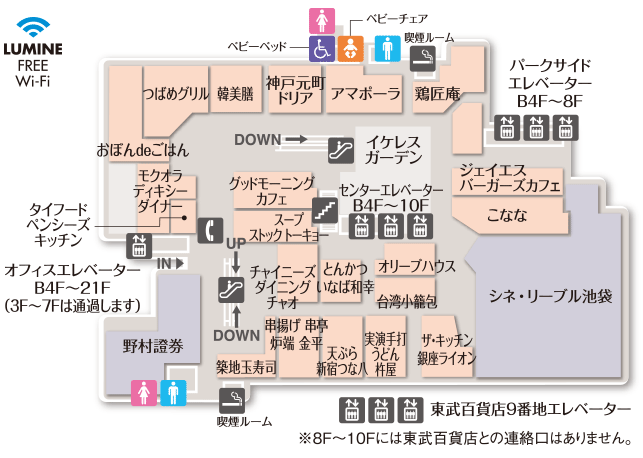 LUMINE
FREE
Wi-Fi
ベビーチェア
ベビーベッド
喫煙ルーム
パークサイド
エレベーター
B4F～8F
つばめグリル
韓美膳
神戸元町
ドリア
アマポーラ
鶏匠庵
DOWN
イケレス
ガーデン
おぼんdeごはん
モクオラ
ディキシー
ダイナー
タイフード
ペンシーズ
キッチン
グッドモーニング
カフェ
スープ
ストックトーキョー
センターエレベーター
B4F～10F
ジェイエス
バーガーズカフェ
こなな
UP
IN
オフィスエレベーター
B4F～21F
（3F～7Fは通過します）
チャイニーズ
ダイニング
チャオ
とんかつ
いなば和幸
オリーブハウス
台湾小籠包
シネ・リーブル池袋
DOWN
野村證券
築地玉寿司
串揚げ 串亭
炉端 金平
天ぷら
新宿つな八
実演手打
うどん
杵屋
ザ・キッチン
銀座ライオン
喫煙ルーム
東武百貨店9番地エレベーター
※8F～10Fには東武百貨店との連絡口はありません。